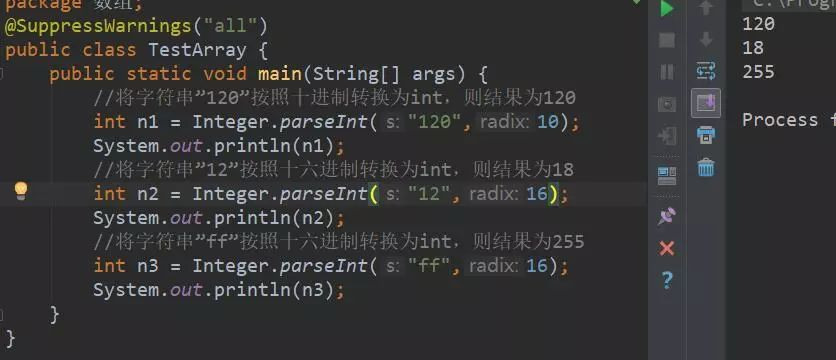 package 数组;
@SuppressWarnings("all")
public class TestArray {
public static void main(String[] args) {
//将字符串”120”按照十进制转换为int，则结果为120
int n1 = Integer.parseInt( s: "120", radix: 10);
System.out.println(n1);
//将字符串”12”按照十六进制转换为int，则结果为18
int n2 = Integer.parseInt( s: "12", radix: 16);
System.out.println(n2);
//将字符串”ff”按照十六进制转换为int，则结果为255
int n3 = Integer.parseInt( s: "ff", radix: 16);
System.out.println(n3);
}
}
120
18
255
Process